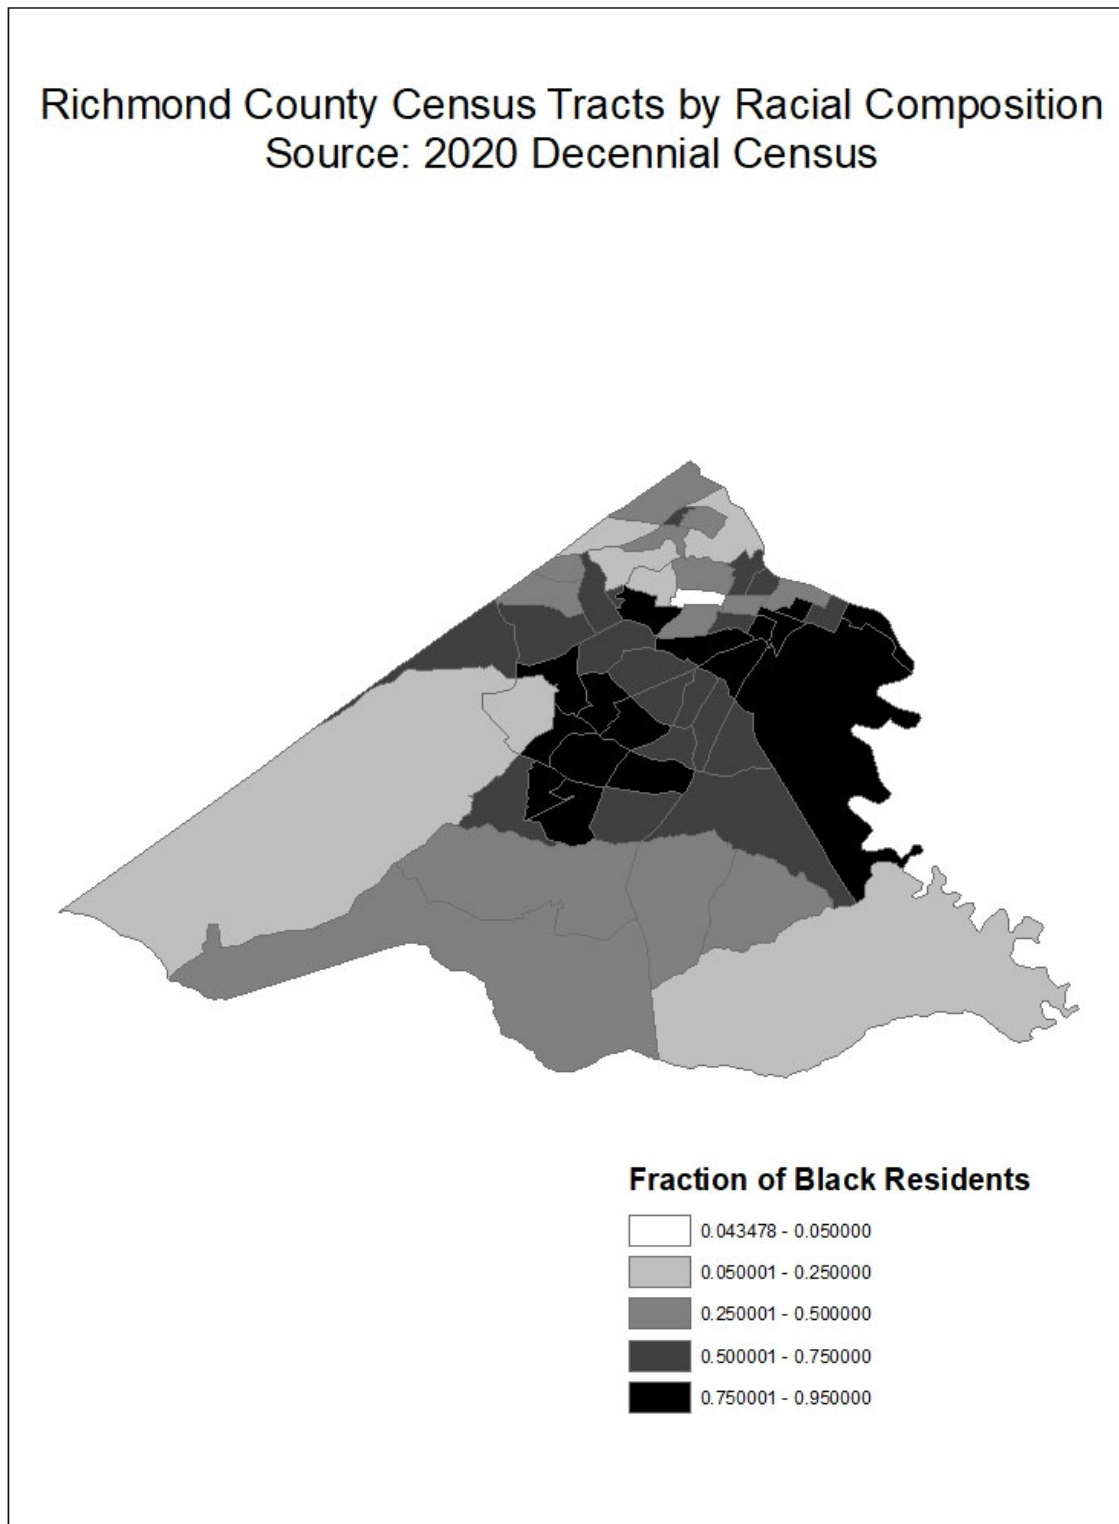 Richmond County Census Tracts by Racial Composition
Source: 2020 Decennial Census
Fraction of Black Residents
0.043478 - 0.050000
0.050001 - 0.250000
0.250001 - 0.500000
0.500001 - 0.750000
0.750001 - 0.950000